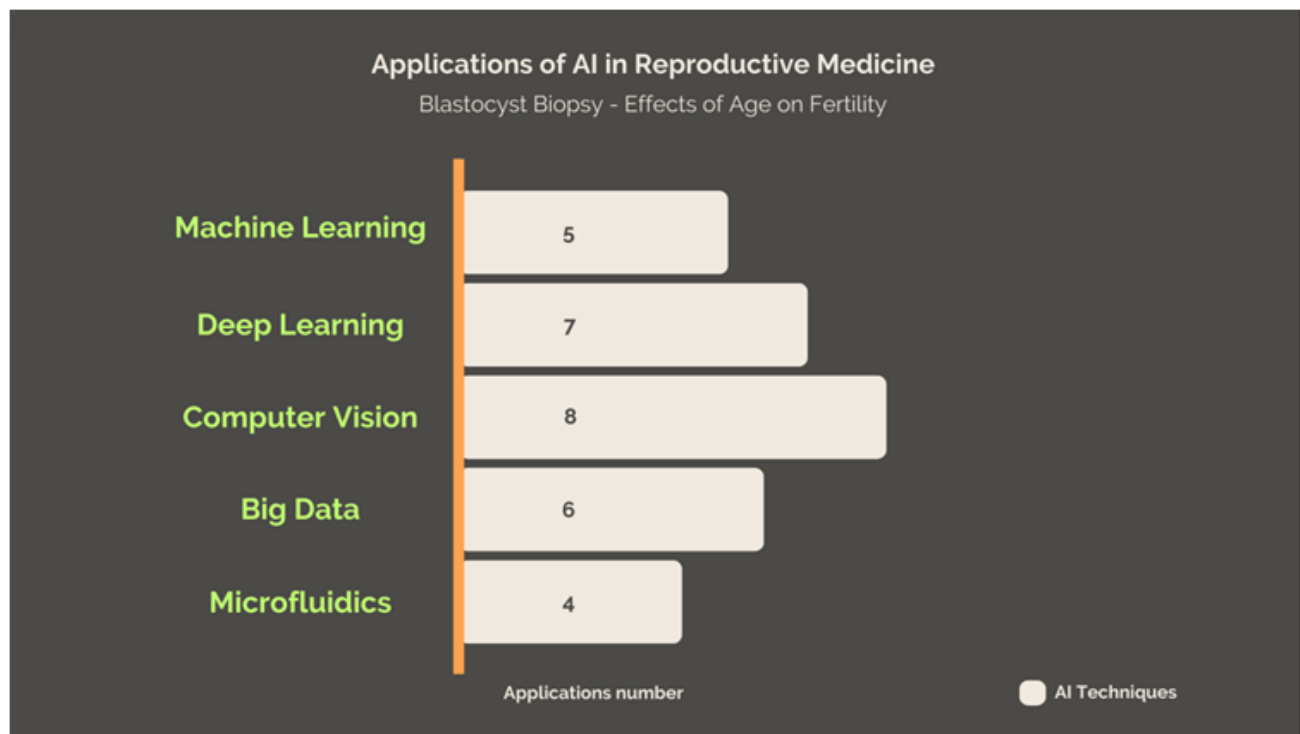 Applications of AI in Reproductive Medicine
Blastocyst Biopsy - Effects of Age on Fertility
Machine Learning
5
Deep Learning
7
Computer Vision
8
Big Data
6
Microfluidics
4
Applications number
AI Techniques